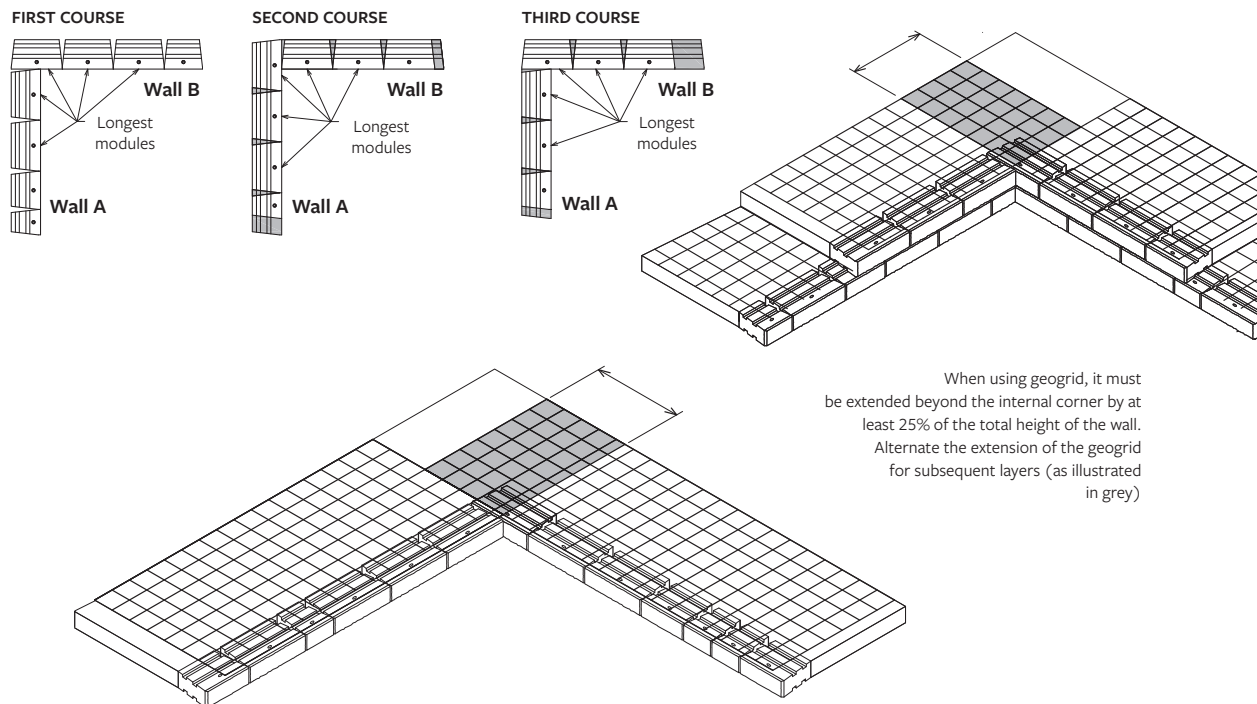 FIRST COURSE
Wall B
Longest
modules
Wall A
SECOND COURSE
Wall B
Longest
modules
Wall A
THIRD COURSE
Wall B
Longest
modules
Wall A
When using geogrid, it must
be extended beyond the internal corner by at
least 25% of the total height of the wall.
Alternate the extension of the geogrid
for subsequent layers (as illustrated
in grey)